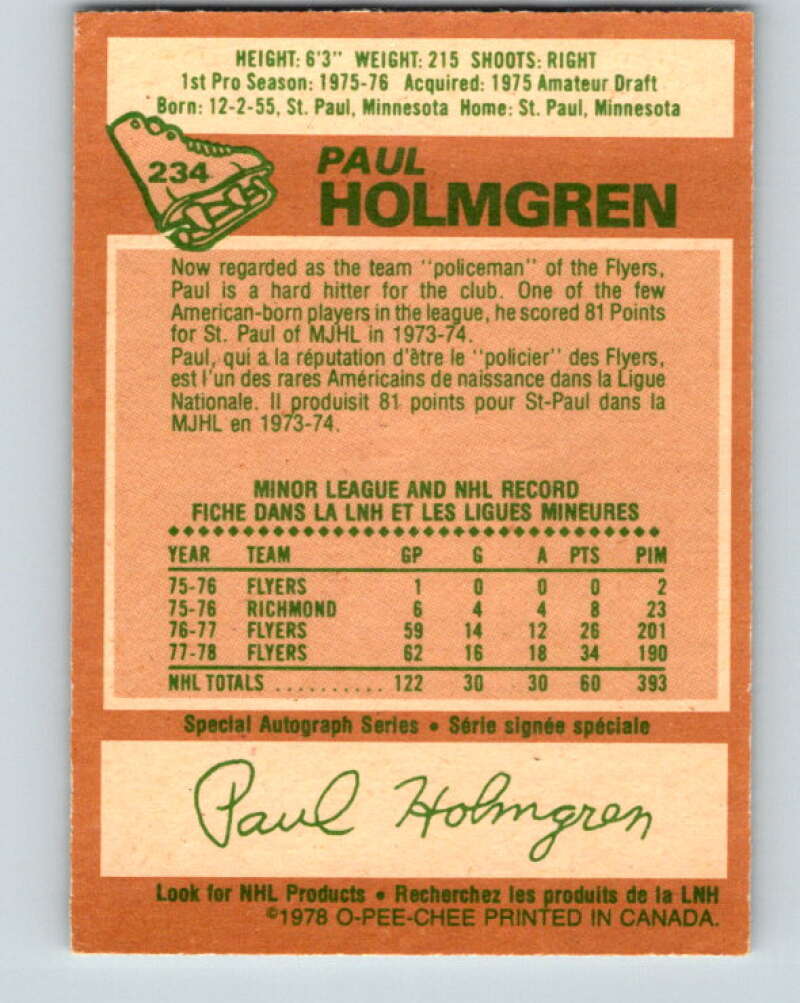 HEIGHT: 6'3" WEIGHT: 215 SHOOTS: RIGHT
1st Pro Season: 1975-76 Acquired: 1975 Amateur Draft
Born: 12-2-55, St. Paul, Minnesota Home: St. Paul, Minnesota
234
PAUL
HOLMGREN
Now regarded as the team "policeman" of the Flyers,
Paul is a hard hitter for the club. One of the few
American-born players in the league, he scored 81 Points
for St. Paul of MJHL in 1973-74.
Paul, qui a la réputation d'être le "policier" des Flyers,
est l'un des rares Américains de naissance dans la Ligue
Nationale. Il produisit 81 points pour St-Paul dans la
MJHL en 1973-74.
MINOR LEAGUE AND NHL RECORD
FICHE DANS LA LNH ET LES LIGUES MINEURES
YEAR TEAM GP G A PTS PIM
75-76 FLYERS 1 0 0 0 2
75-76 RICHMOND 6 4 4 8 23
76-77 FLYERS 59 14 12 26 201
77-78 FLYERS 62 16 18 34 190
NHL TOTALS .......... 122 30 30 60 393
Special Autograph Series • Série signée spéciale
Paul Holmgren
Look for NHL Products • Recherchez les produits de la LNH
©1978 O-PEE-CHEE PRINTED IN CANADA.